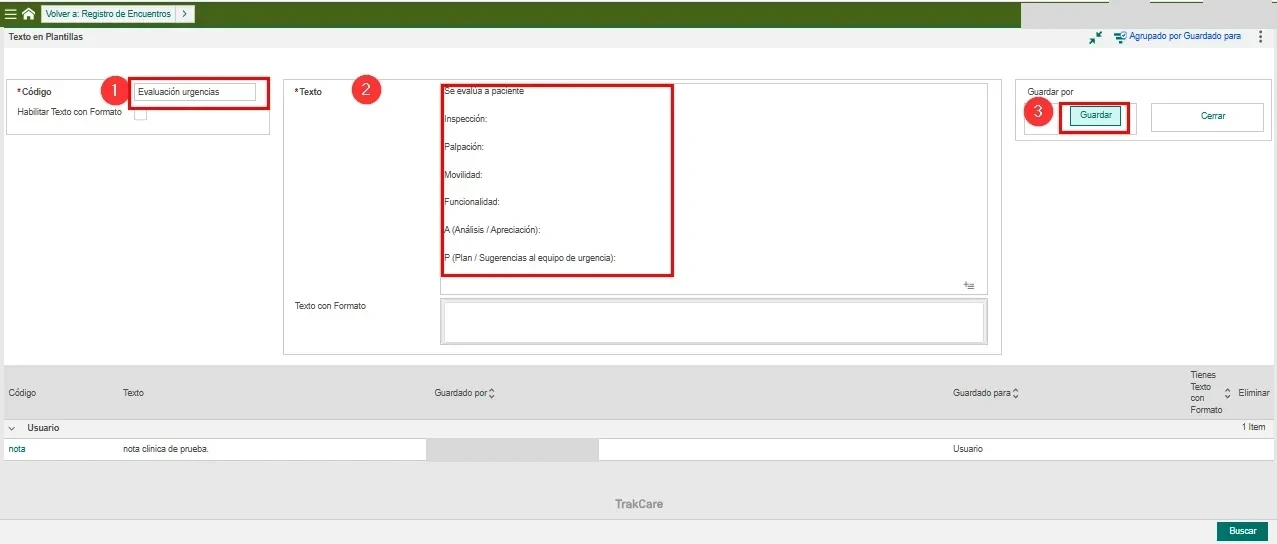 Volver a: Registro de Encuentros >
Texto en Plantillas
Agrupado por Guardado para
1
*Código
Evaluación urgencias
Habilitar Texto con Formato
*Texto
2
Se evalúa a paciente
Inspección:
Palpación:
Movilidad:
Funcionalidad:
A (Análisis / Apreciación):
P (Plan / Sugerencias al equipo de urgencia):
Texto con Formato
Guardar por
3
Guardar
Cerrar
Código Texto Guardado por Guardado para Tienes Texto con Formato Eliminar
Usuario 1 Item
nota nota clinica de prueba. Usuario
TrakCare
Buscar